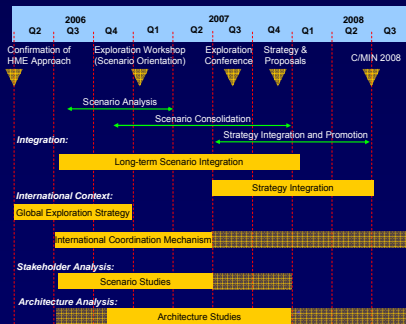 2006 2007 2008
Q2 Q3 Q4 Q1 Q2 Q3 Q4 Q1 Q2 Q3
Confirmation of HME Approach
Exploration Workshop (Scenario Orientation)
Exploration Conference
Strategy & Proposals
C/MIN 2008
Scenario Analysis
Scenario Consolidation
Strategy Integration and Promotion
Integration:
Long-term Scenario Integration
Strategy Integration
International Context:
Global Exploration Strategy
International Coordination Mechanism
Stakeholder Analysis:
Scenario Studies
Architecture Analysis:
Architecture Studies